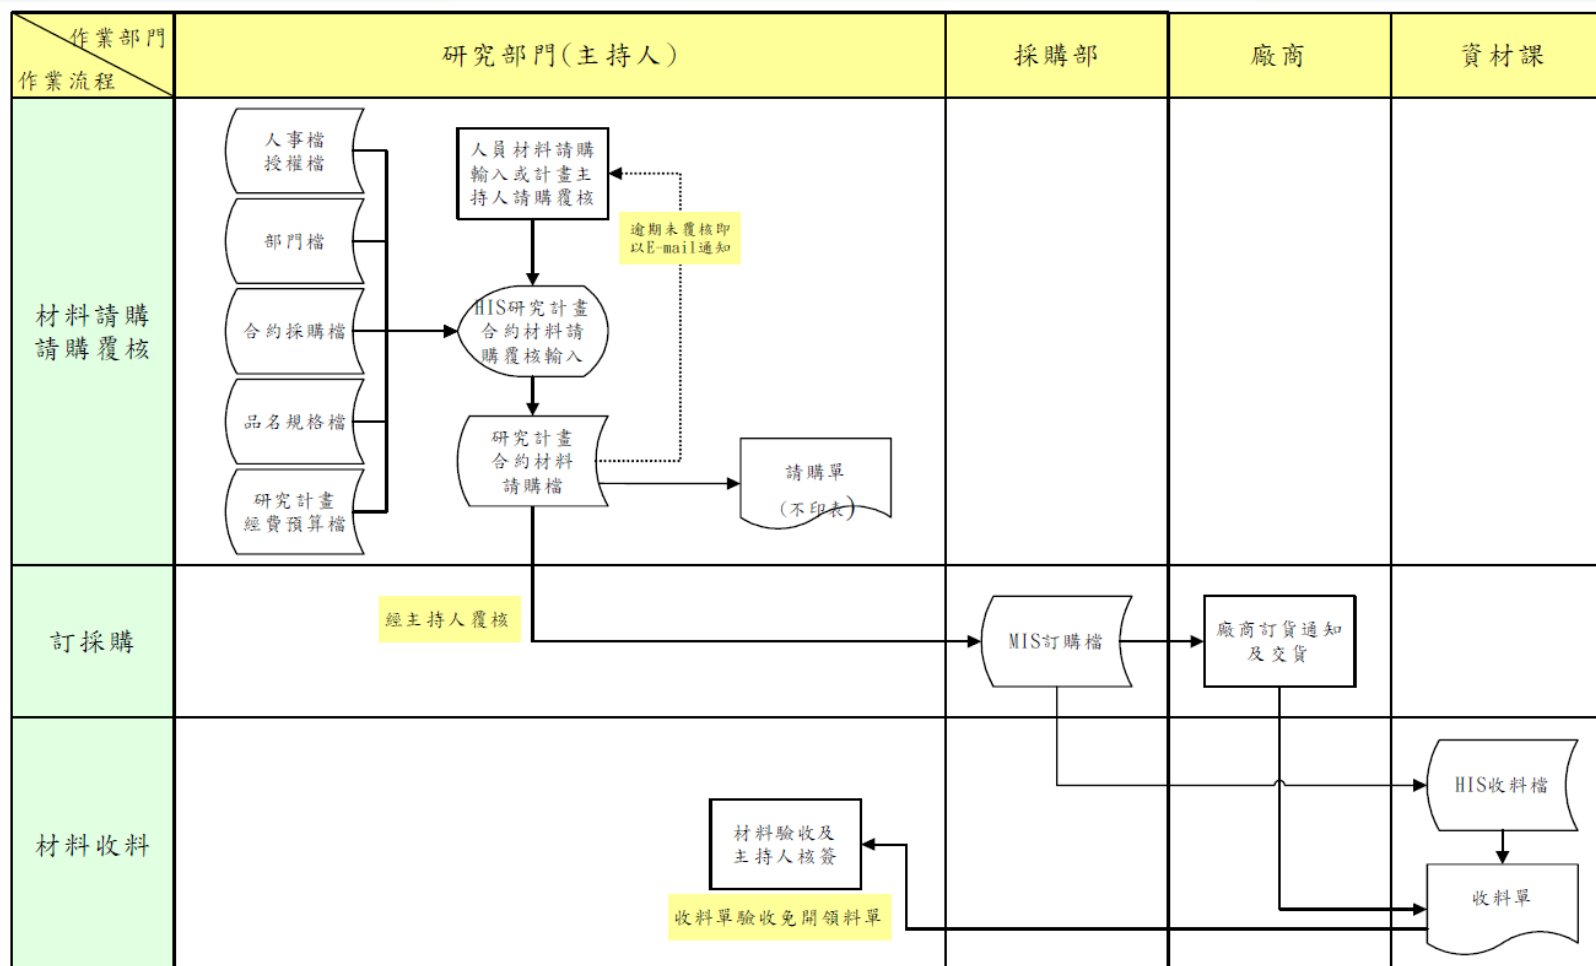 作業部門
作業流程
研究部門(主持人)
採購部
廠商
資材課
材料請購
請購覆核
人事檔
授權檔
部門檔
合約採購檔
品名規格檔
研究計畫
經費預算檔
人員材料請購
輸入或計畫主
持人請購覆核
逾期未覆核即
以E-mail通知
HIS研究計畫
合約材料請
購覆核輸入
研究計畫
合約材料
請購檔
請購單
(不印表)
訂採購
經主持人覆核
MIS訂購檔
廠商訂貨通知
及交貨
材料收料
材料驗收及
主持人核簽
收料單驗收免開領料單
HIS收料檔
收料單